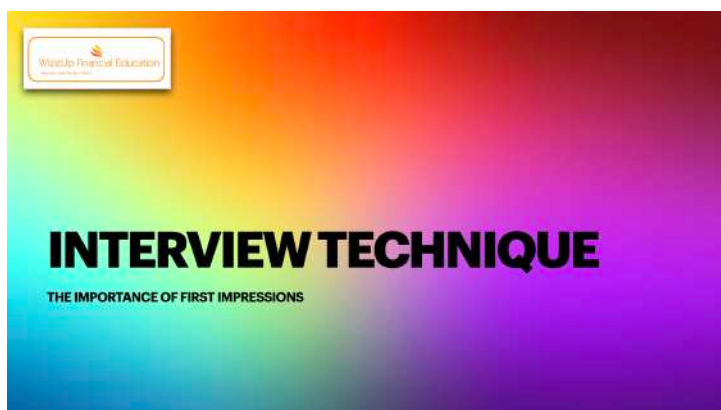 WizeUp Financial Education
INTERVIEW TECHNIQUE
THE IMPORTANCE OF FIRST IMPRESSIONS